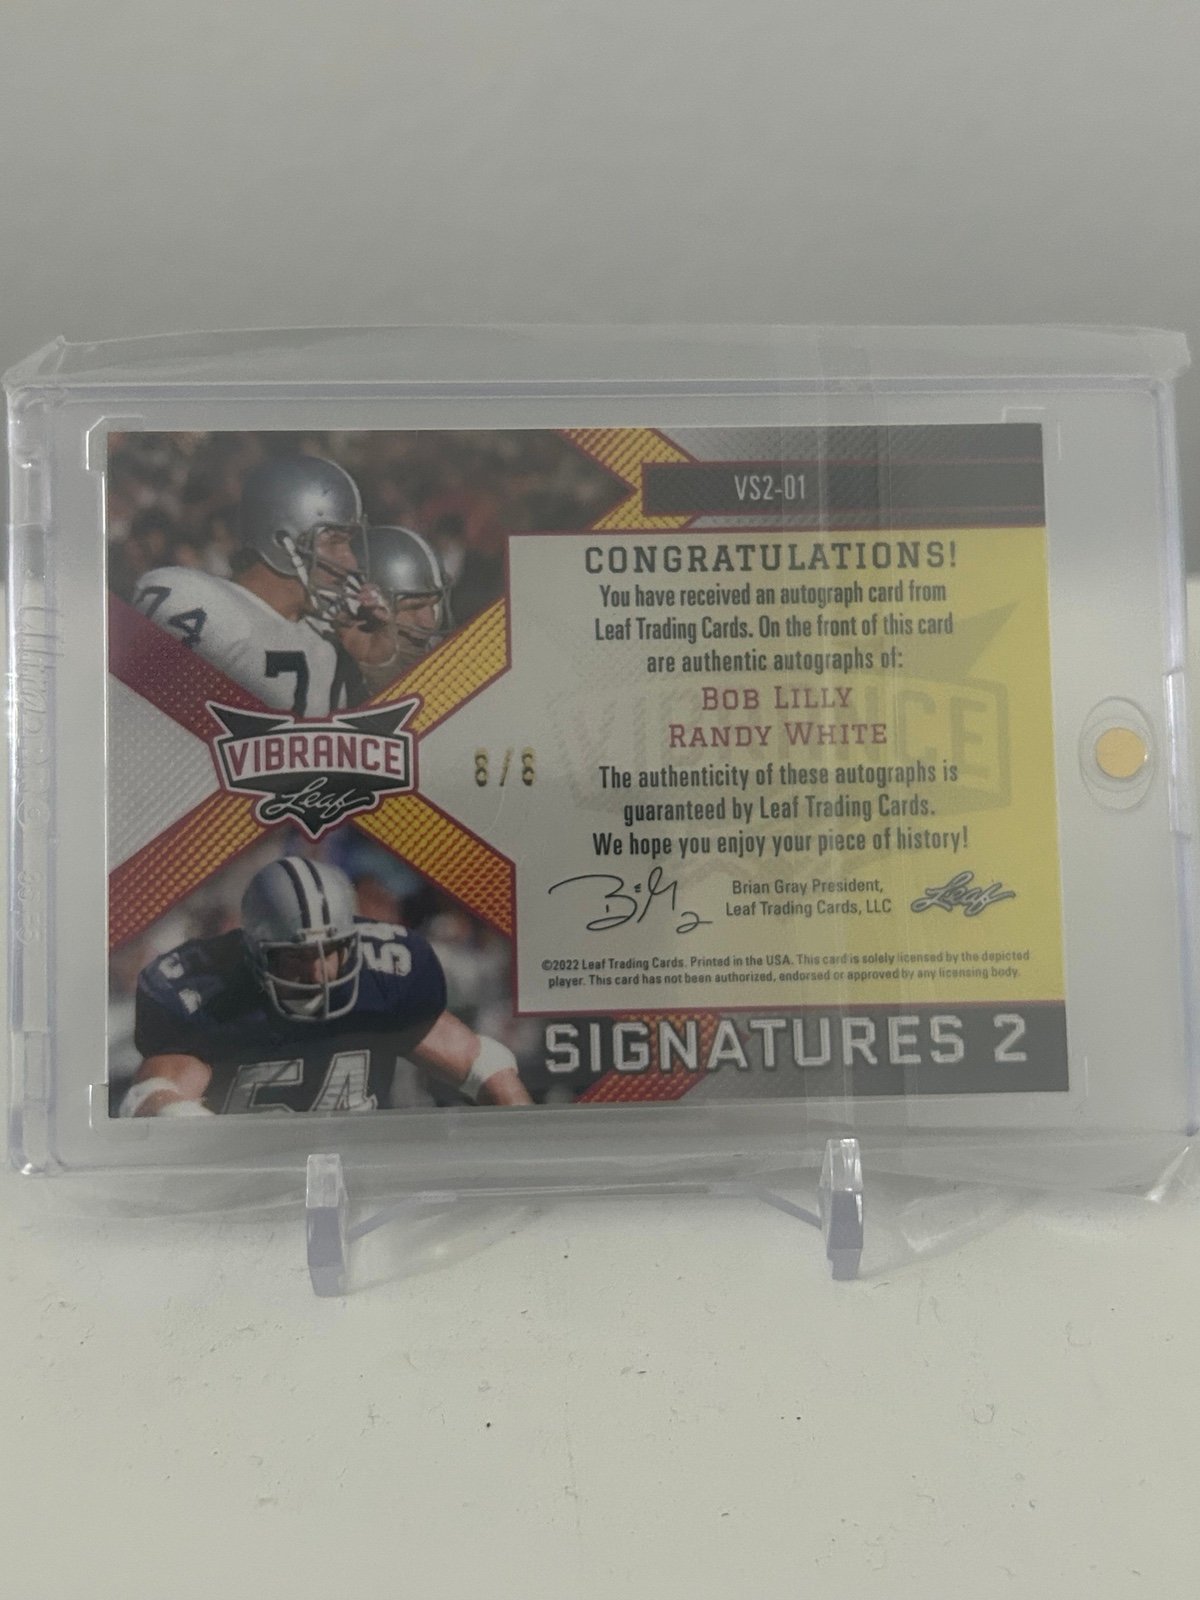 VS2-01
CONGRATULATIONS!
You have received an autograph card from
Leaf Trading Cards. On the front of this card
are authentic autographs of:
BOB LILLY
RANDY WHITE
The authenticity of these autographs is
guaranteed by Leaf Trading Cards.
We hope you enjoy your piece of history!
Brian Gray President,
Leaf Trading Cards, LLC
Leaf
©2022 Leaf Trading Cards. Printed in the USA. This card is solely licensed by the depicted
player. This card has not been authorized, endorsed or approved by any licensing body.
SIGNATURES 2
8/8
VIBRANCE
Leaf
74
7
54
54